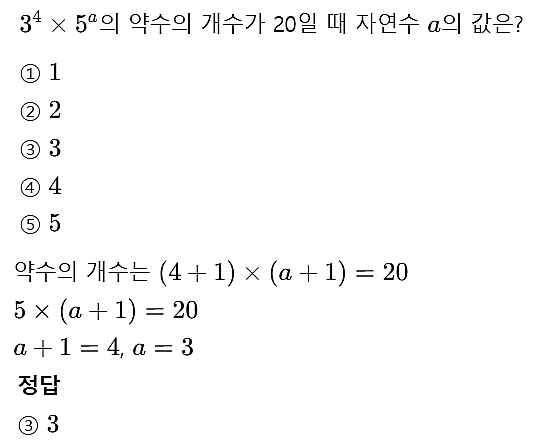 3⁴ × 5ᵃ의 약수의 개수가 20일 때 자연수 a의 값은?
① 1
② 2
③ 3
④ 4
⑤ 5
약수의 개수는 (4 + 1) × (a + 1) = 20
5 × (a + 1) = 20
a + 1 = 4, a = 3
정답
③ 3